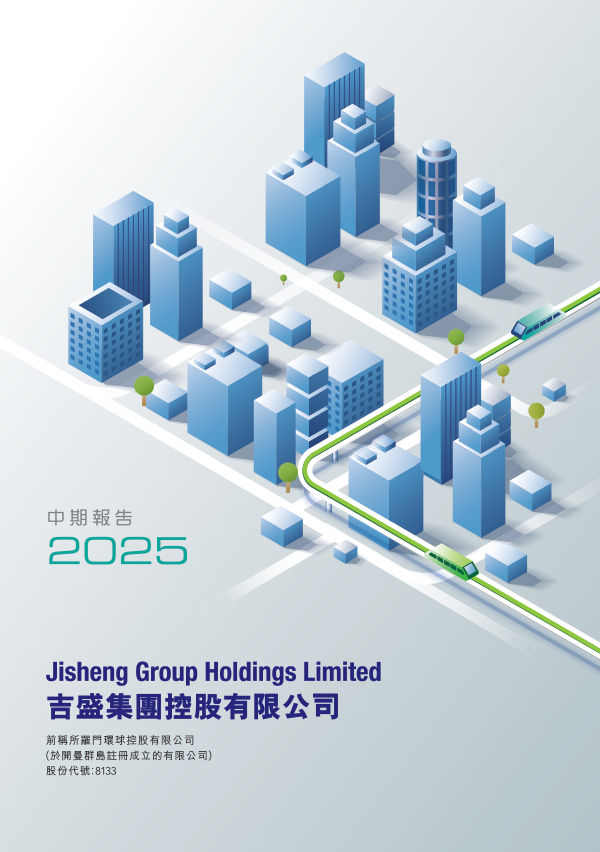 中期報告
2025
Jisheng Group Holdings Limited
吉盛集團控股有限公司
前稱所羅門環球控股有限公司
(於開曼群島註冊成立的有限公司)
股份代號:8133